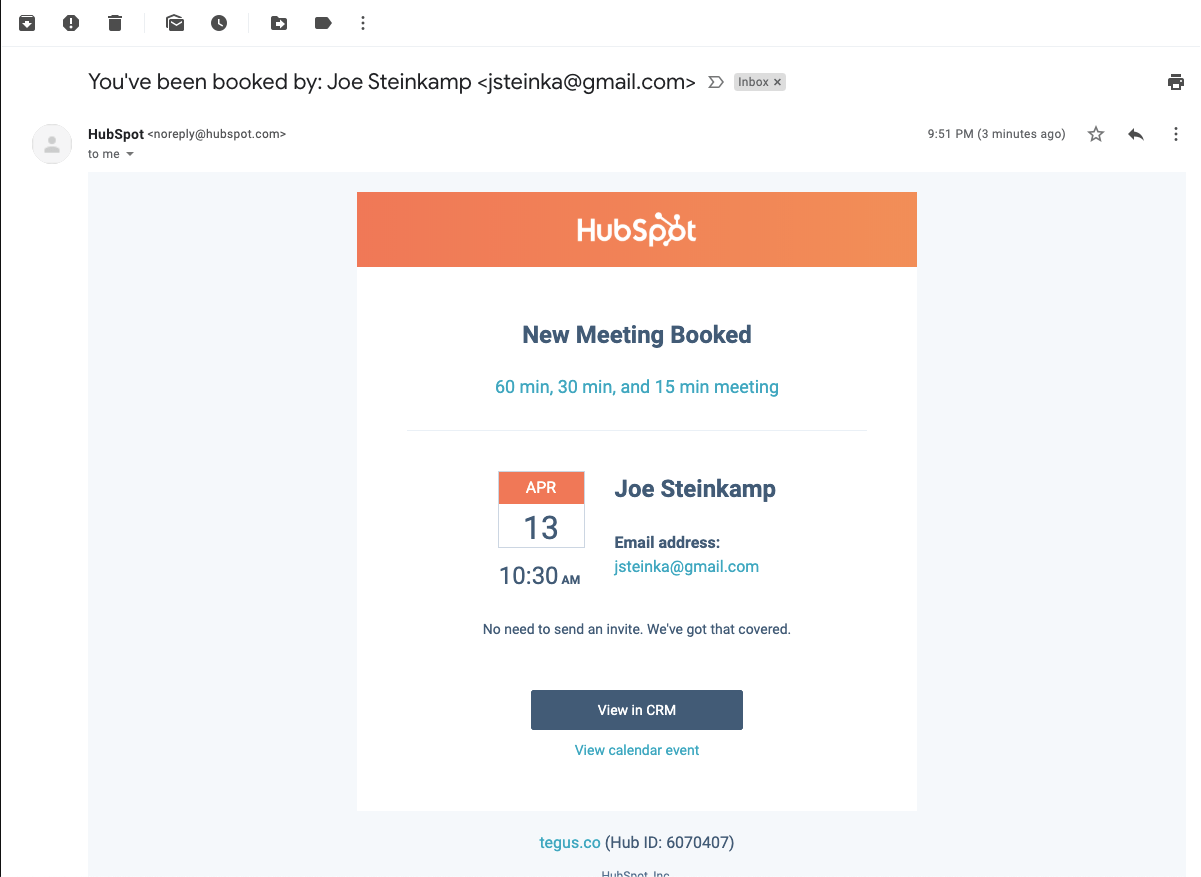 You've been booked by: Joe Steinkamp <jsteinka@gmail.com>
Inbox ×
HubSpot <noreply@hubspot.com>
9:51 PM (3 minutes ago)
to me
HubSpot
New Meeting Booked
60 min, 30 min, and 15 min meeting
APR
13
10:30 AM
Joe Steinkamp
Email address:
jsteinka@gmail.com
No need to send an invite. We've got that covered.
View in CRM
View calendar event
tegus.co (Hub ID: 6070407)
HubSpot, Inc.